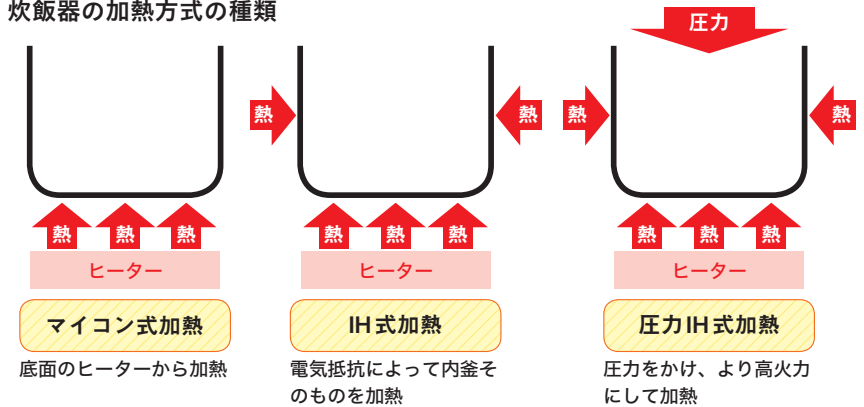 炊飯器の加熱方式の種類
圧力
熱 熱 熱 熱
熱 熱 熱 熱 熱 熱 熱 熱 熱
ヒーター ヒーター ヒーター
マイコン式加熱 IH式加熱 圧力IH式加熱
底面のヒーターから加熱 電気抵抗によって内釜そ 圧力をかけ、より高火力
のものを加熱 にして加熱